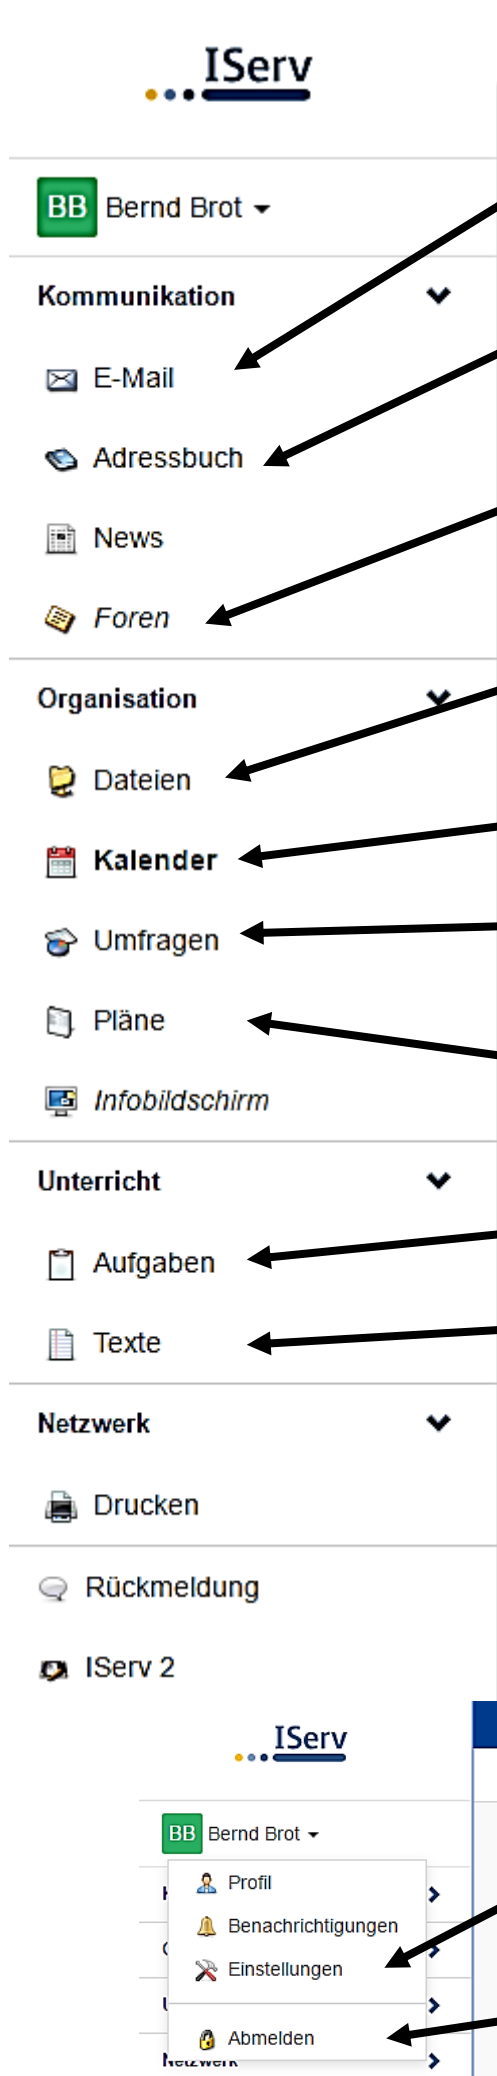 IServ
BB Bernd Brot
Kommunikation
E-Mail
Adressbuch
News
Foren
Organisation
Dateien
Kalender
Umfragen
Pläne
Infobildschirm
Unterricht
Aufgaben
Texte
Netzwerk
Drucken
Rückmeldung
IServ 2
IServ
BB Bernd Brot
Profil
Benachrichtigungen
Einstellungen
Abmelden
Netzwerk